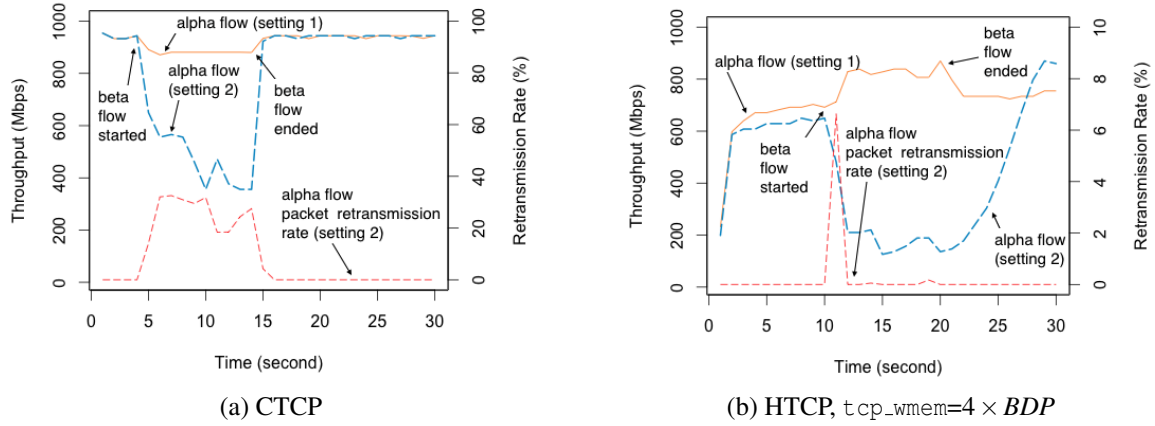 alpha flow (setting 1)
alpha flow
(setting 2)
beta
flow
started
beta
flow
ended
alpha flow
packet retransmission
rate (setting 2)
0 200 400 600 800 1000
Throughput (Mbps)
0 20 40 60 80 100
Retransmission Rate (%)
0 5 10 15 20 25 30
Time (second)
(a) CTCP
beta
flow
ended
alpha flow (setting 1)
alpha flow
packet retransmission
rate (setting 2)
beta
flow
started
alpha flow
(setting 2)
0 200 400 600 800 1000
Throughput (Mbps)
0 2 4 6 8 10
Retransmission Rate (%)
0 5 10 15 20 25 30
Time (second)
(b) HTCP, tcp_wmem=4 × BDP